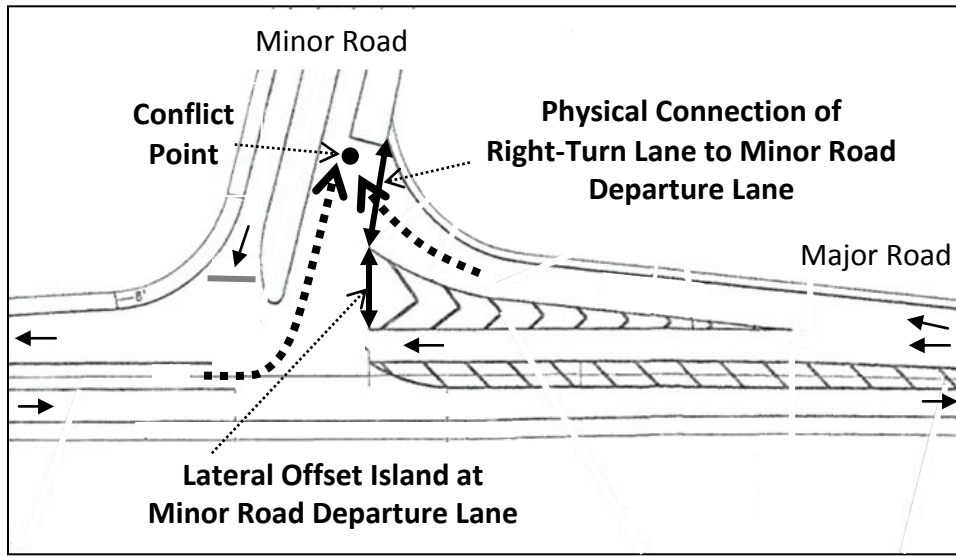 Minor Road
Conflict
Point
Physical Connection of
Right-Turn Lane to Minor Road
Departure Lane
Major Road
8'
Lateral Offset Island at
Minor Road Departure Lane